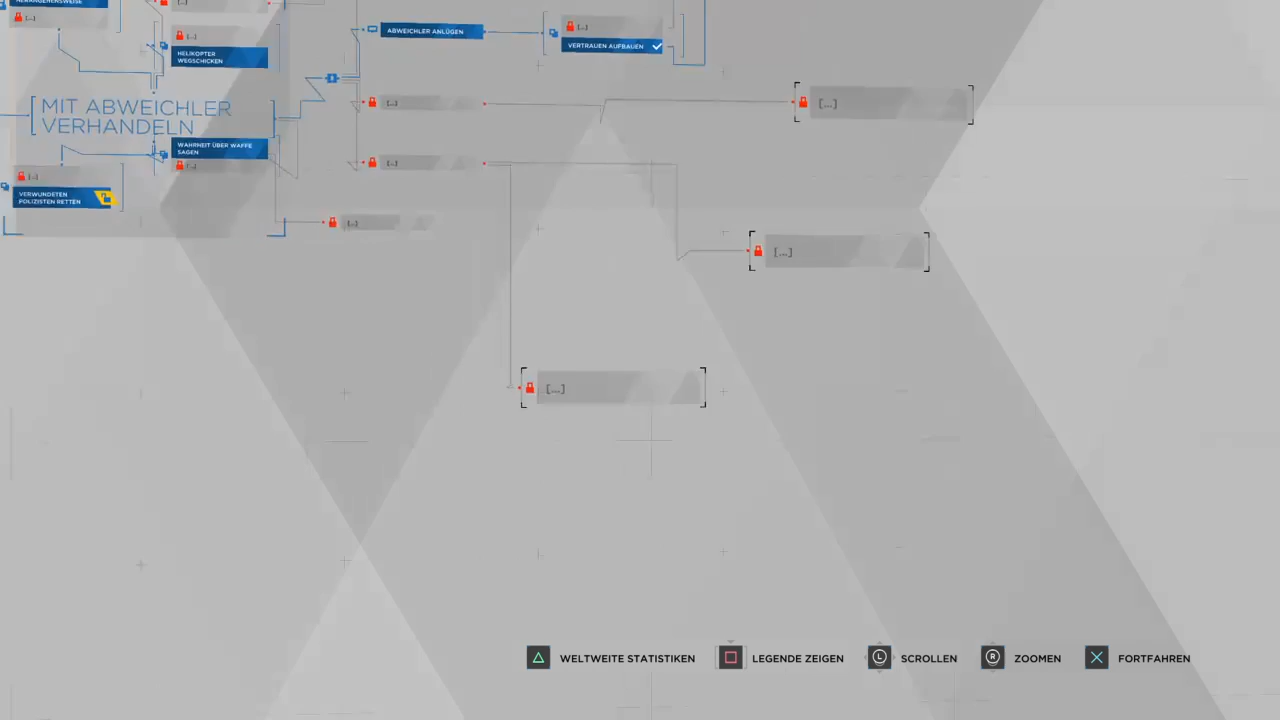 HERANGEHENSWEISE
[...]
[...]
[...]
HELIKOPTER
WEGSCHICKEN
ABWEICHLER ANLÜGEN
[...]
VERTRAUEN AUFBAUEN
MIT ABWEICHLER
VERHANDELN
[...]
[...]
WAHRHEIT ÜBER WAFFE
SAGEN
[...]
[...]
[...]
VERWUNDETEN
POLIZISTEN RETTEN
[...]
[...]
[...]
WELTWEITE STATISTIKEN
LEGENDE ZEIGEN
L
SCROLLEN
R
ZOOMEN
FORTFAHREN